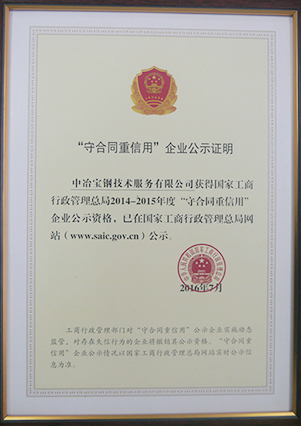 “守合同重信用”企业公示证明
中冶宝钢技术服务有限公司获得国家工商
行政管理总局2014-2015年度“守合同重信用”
企业公示资格，已在国家工商行政管理总局网
站（www.saic.gov.cn）公示。
2016年7月
工商行政管理部门对“守合同重信用”公示企业实施动态
监管，对存在失信行为的企业将撤销其公示资格。“守合同重
信用”企业公示情况以国家工商行政管理总局网站实时公示信
息为准。